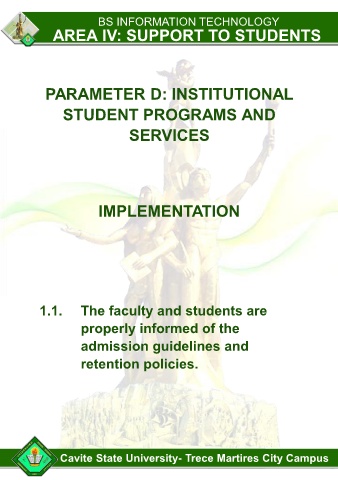 BS INFORMATION TECHNOLOGY
AREA IV: SUPPORT TO STUDENTS
PARAMETER D: INSTITUTIONAL
STUDENT PROGRAMS AND
SERVICES
IMPLEMENTATION
1.1. The faculty and students are
properly informed of the
admission guidelines and
retention policies.
Cavite State University- Trece Martires City Campus